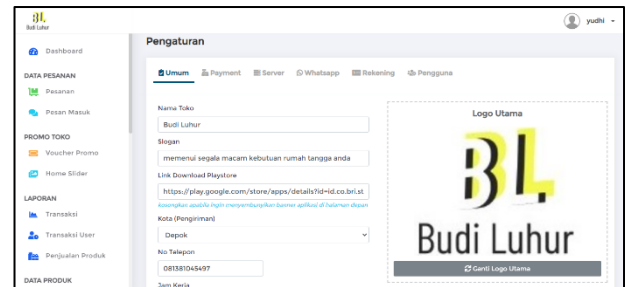 BL
Budi Luhur
yudhi
Dashboard
DATA PESANAN
Pesanan
Pesan Masuk
PROMO TOKO
Voucher Promo
Home Slider
LAPORAN
Transaksi
Transaksi User
Penjualan Produk
DATA PRODUK
Pengaturan
Umum Payment Server Whatsapp Rekening Pengguna
Nama Toko
Budi Luhur
Slogan
memenui segala macam kebutuan rumah tangga anda
Link Download Playstore
https://play.google.com/store/apps/details?id=id.co.bri.st
kosongkan apabila ingin menyembunyikan banner aplikasi di halaman depan
Kota (Pengiriman)
Depok
No Telepon
081381045497
Jam Kerja
Logo Utama
BL
Budi Luhur
Ganti Logo Utama